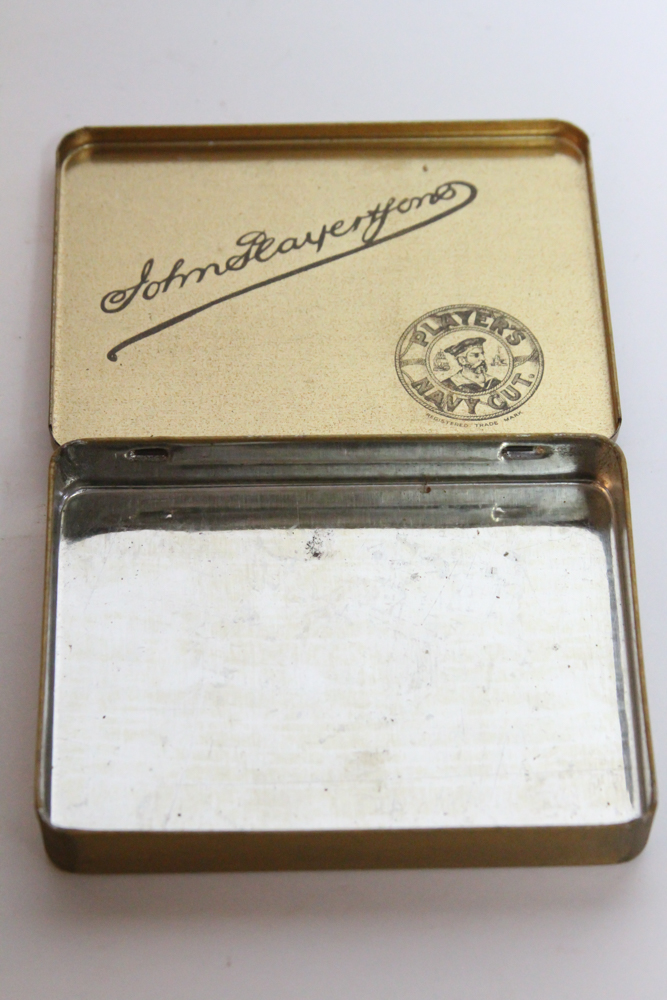 John Player & Sons
PLAYER'S
NAVY CUT.
REGISTERED TRADE MARK